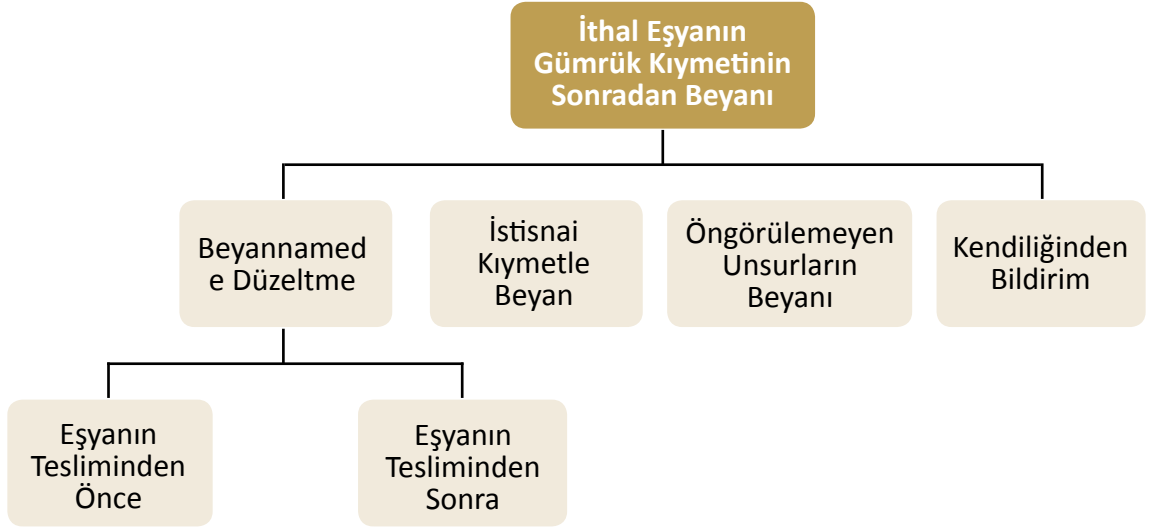 İthal Eşyanın
Gümrük Kıymetinin
Sonradan Beyanı
Beyannamed
e Düzeltme
İstisnai
Kıymetle
Beyan
Öngörülemeyen
Unsurların
Beyanı
Kendiliğinden
Bildirim
Eşyanın
Tesliminden
Önce
Eşyanın
Tesliminden
Sonra